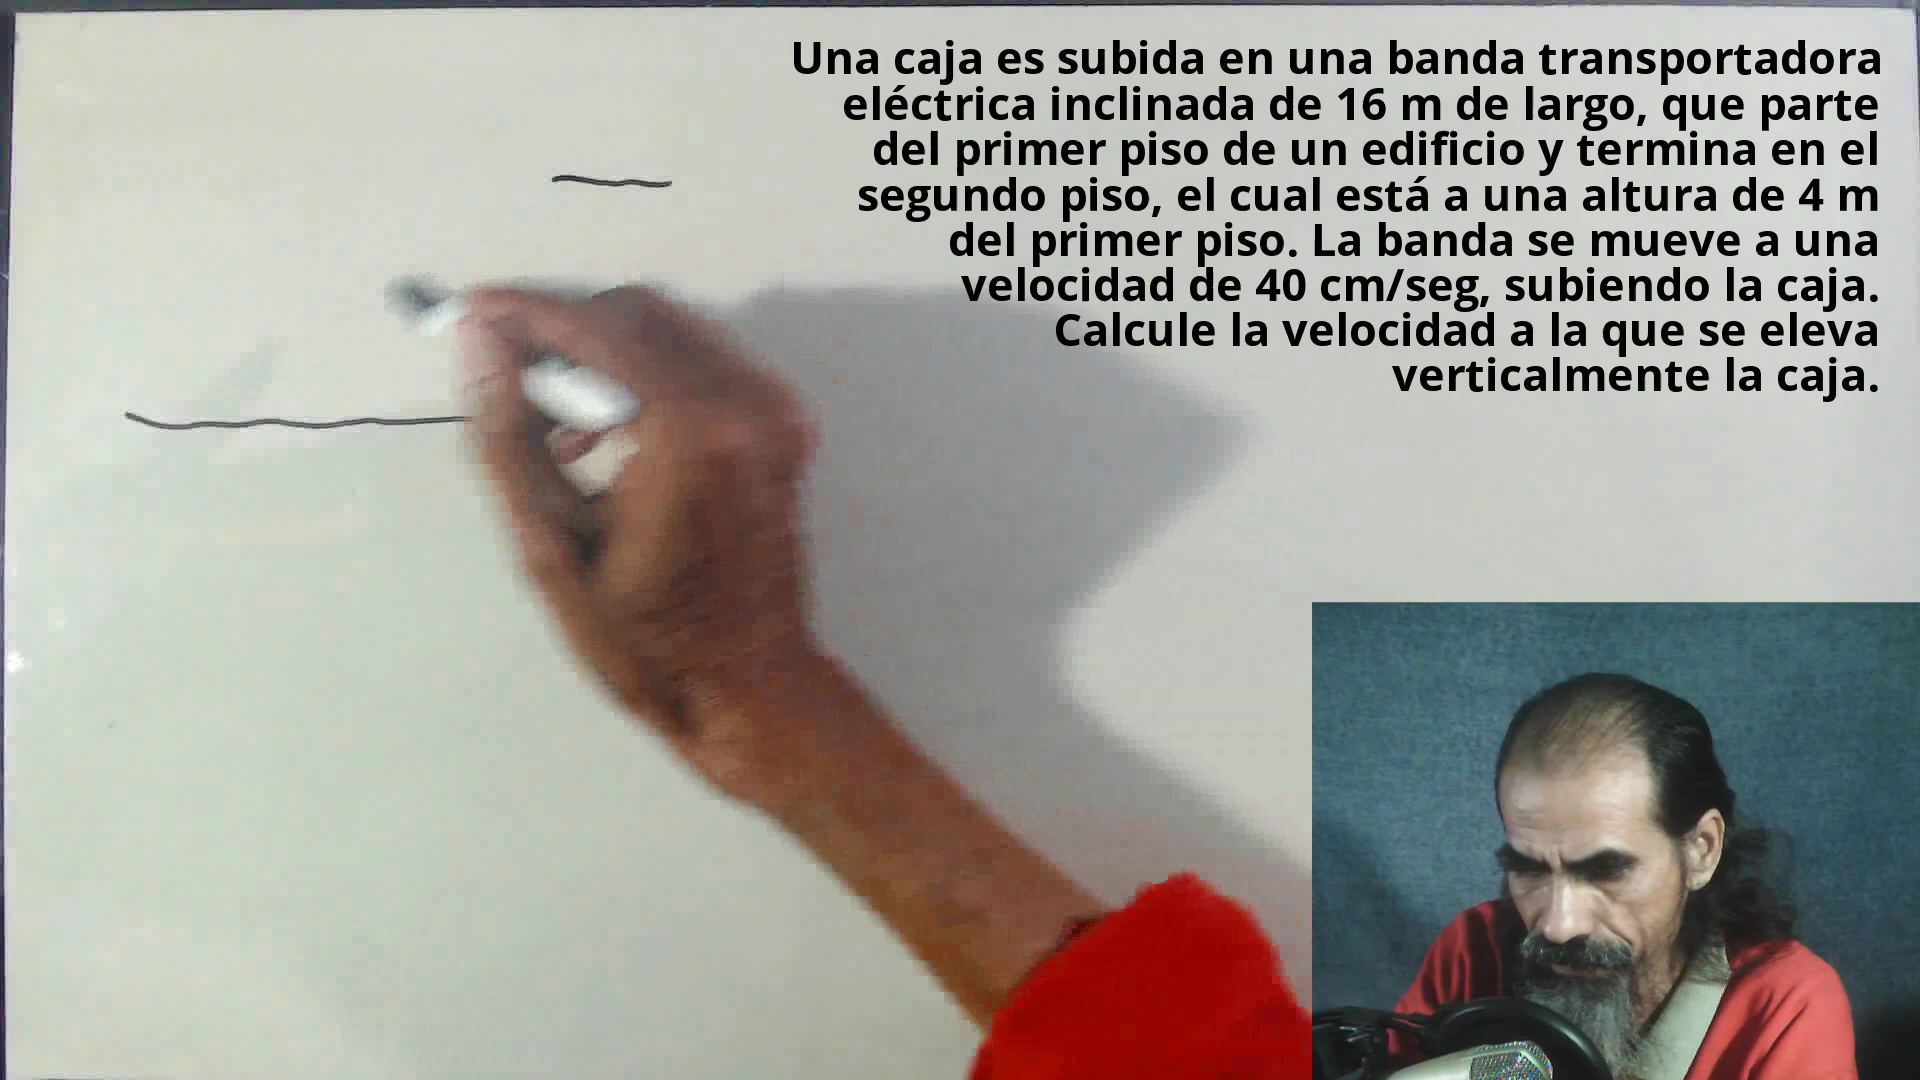 Una caja es subida en una banda transportadora
eléctrica inclinada de 16 m de largo, que parte
del primer piso de un edificio y termina en el
segundo piso, el cual está a una altura de 4 m
del primer piso. La banda se mueve a una
velocidad de 40 cm/seg, subiendo la caja.
Calcule la velocidad a la que se eleva
verticalmente la caja.